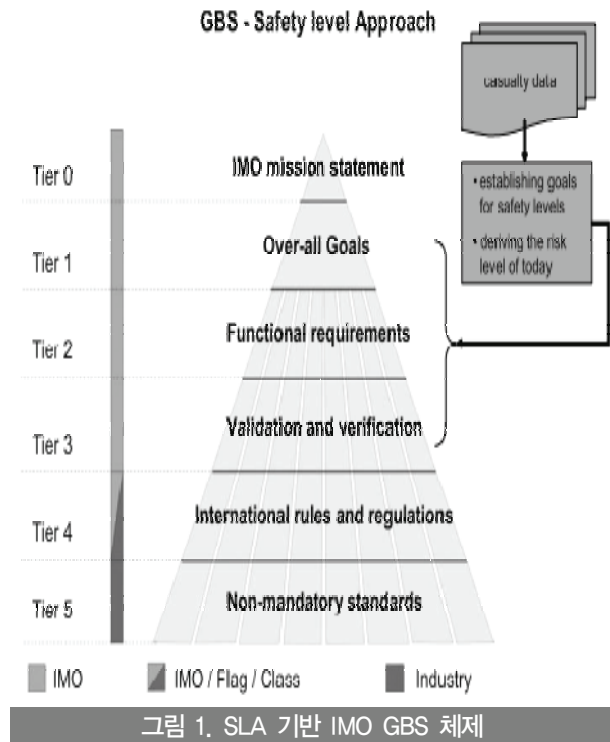 GBS - Safety level Approach
casualty data
• establishing goals
for safety levels
• deriving the risk
level of today
Tier 0
IMO mission statement
Tier 1
Over-all Goals
Tier 2
Functional requirements
Tier 3
Validation and verification
Tier 4
International rules and regulations
Tier 5
Non-mandatory standards
IMO
IMO / Flag / Class
Industry
그림 1. SLA 기반 IMO GBS 체제